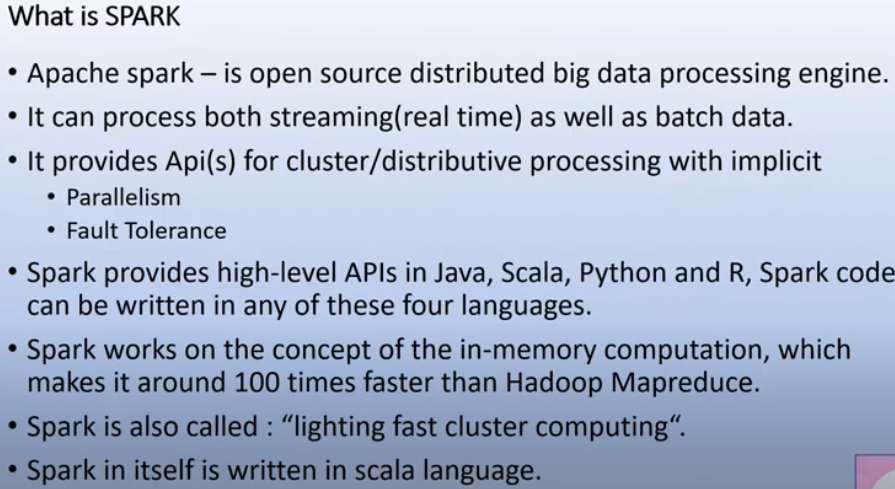 What is SPARK
• Apache spark – is open source distributed big data processing engine.
• It can process both streaming(real time) as well as batch data.
• It provides Api(s) for cluster/distributive processing with implicit
• Parallelism
• Fault Tolerance
• Spark provides high-level APIs in Java, Scala, Python and R, Spark code
can be written in any of these four languages.
• Spark works on the concept of the in-memory computation, which
makes it around 100 times faster than Hadoop Mapreduce.
• Spark is also called : “lighting fast cluster computing“.
• Spark in itself is written in scala language.